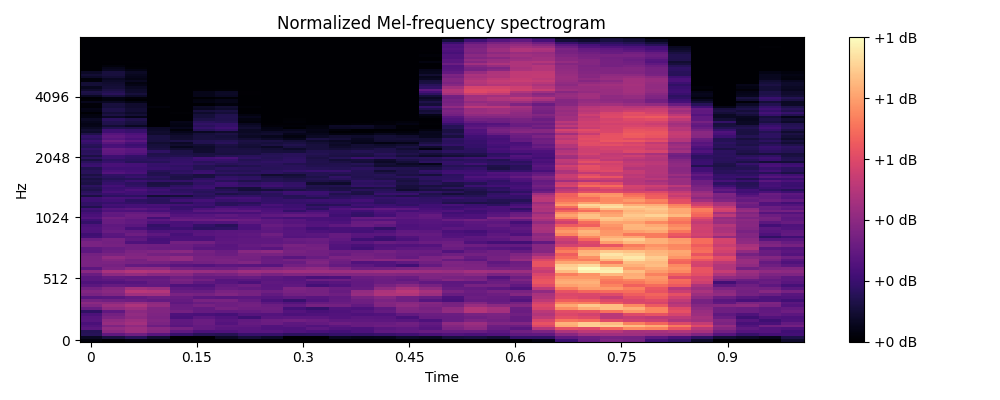 Normalized Mel-frequency spectrogram
Hz
4096
2048
1024
512
0
0 0.15 0.3 0.45 0.6 0.75 0.9
Time
+1 dB
+1 dB
+1 dB
+0 dB
+0 dB
+0 dB